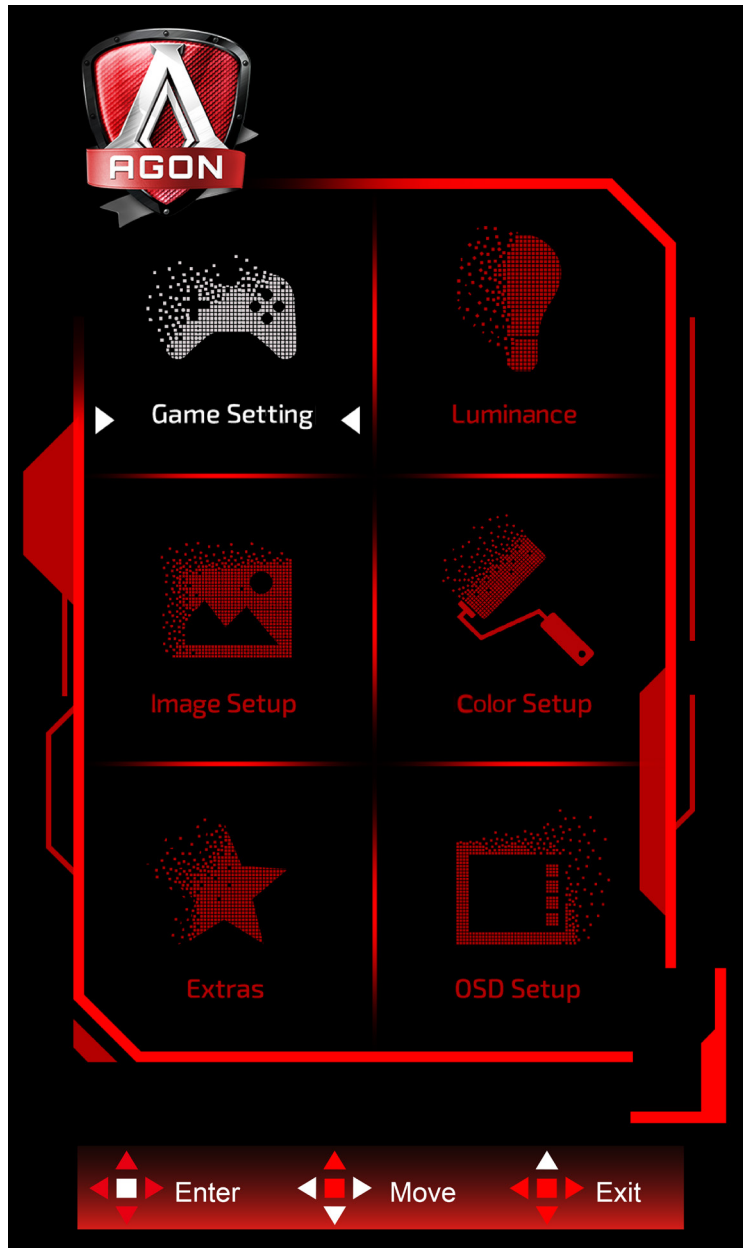 AGON
Game Setting
Luminance
Image Setup
Color Setup
Extras
OSD Setup
Enter
Move
Exit